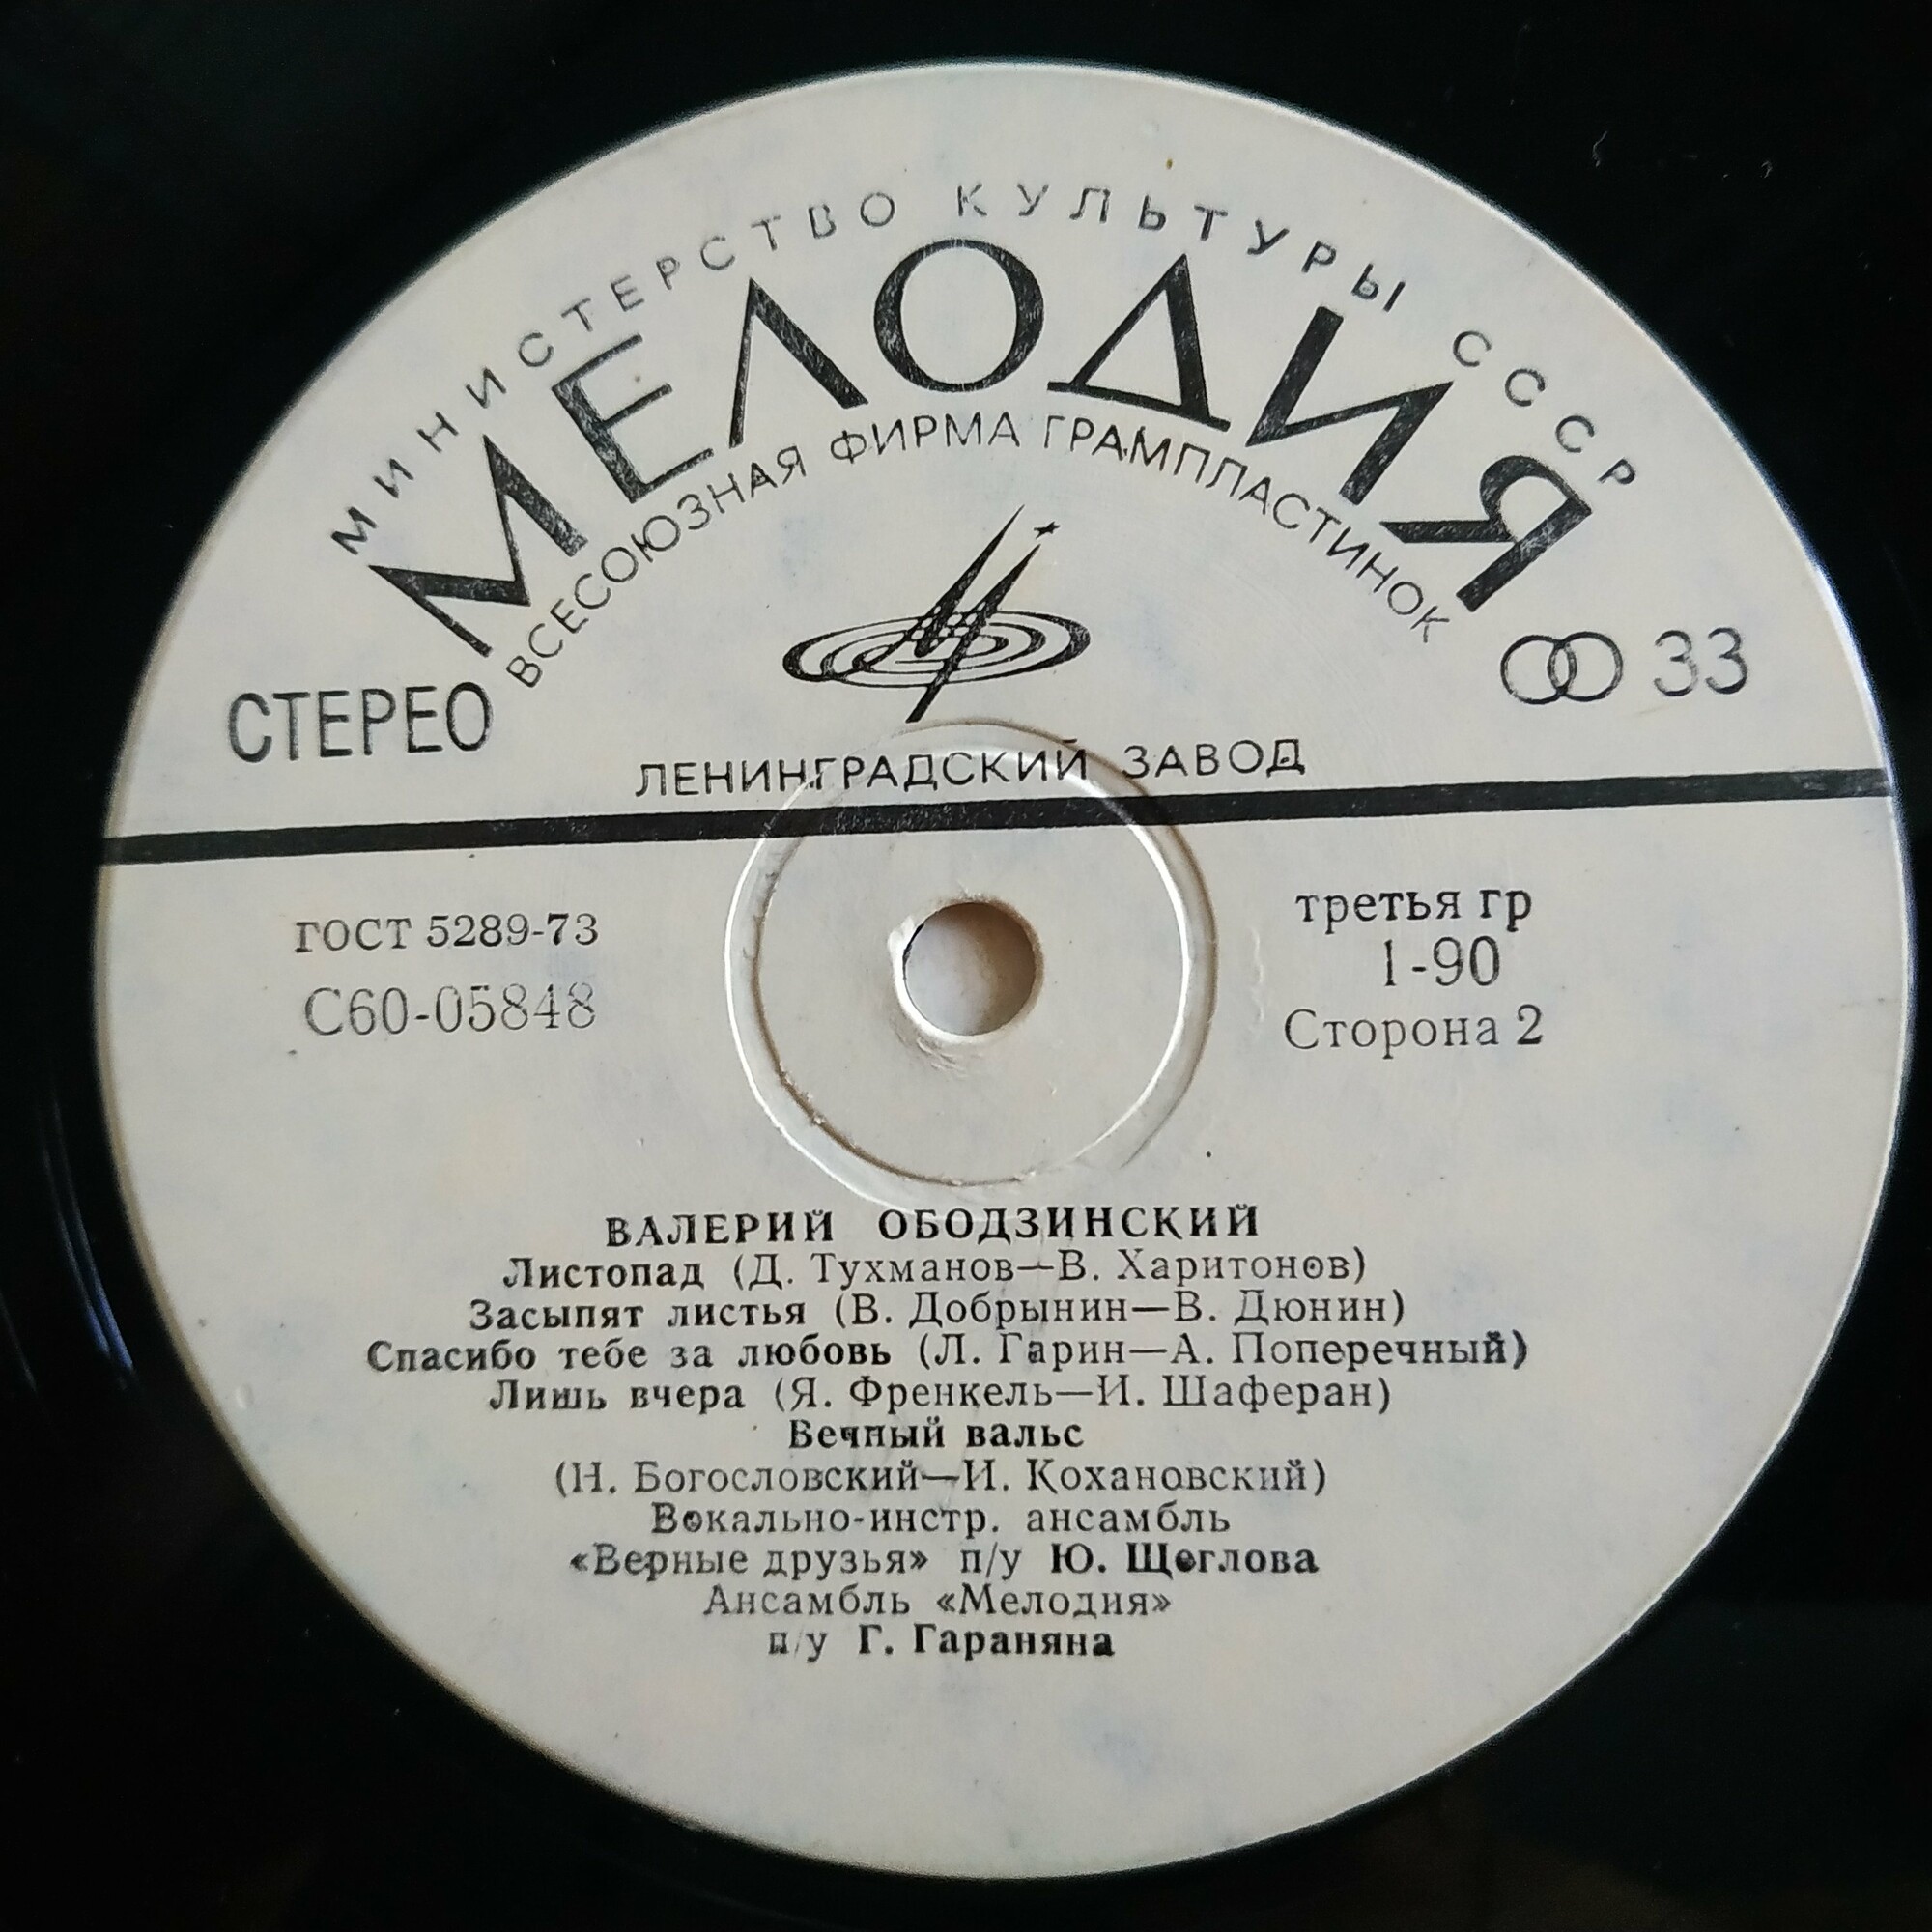 МИНИСТЕРСТВО КУЛЬТУРЫ СССР
МЕЛОДИЯ
ВСЕСОЮЗНАЯ ФИРМА ГРАМПЛАСТИНОК
СТЕРЕО
33
ЛЕНИНГРАДСКИЙ ЗАВОД
ГОСТ 5289-73
С60-05848
третья гр
1-90
Сторона 2
ВАЛЕРИЙ ОБОДЗИНСКИЙ
Листопад (Д. Тухманов—В. Харитонов)
Засыпят листья (В. Добрынин—В. Дюнин)
Спасибо тебе за любовь (Л. Гарин—А. Поперечный)
Лишь вчера (Я. Френкель—И. Шаферан)
Вечный вальс
(Н. Богословский—И. Кохановский)
Вокально-инстр. ансамбль
«Верные друзья» п/у Ю. Щеглова
Ансамбль «Мелодия»
п/у Г. Гараняна